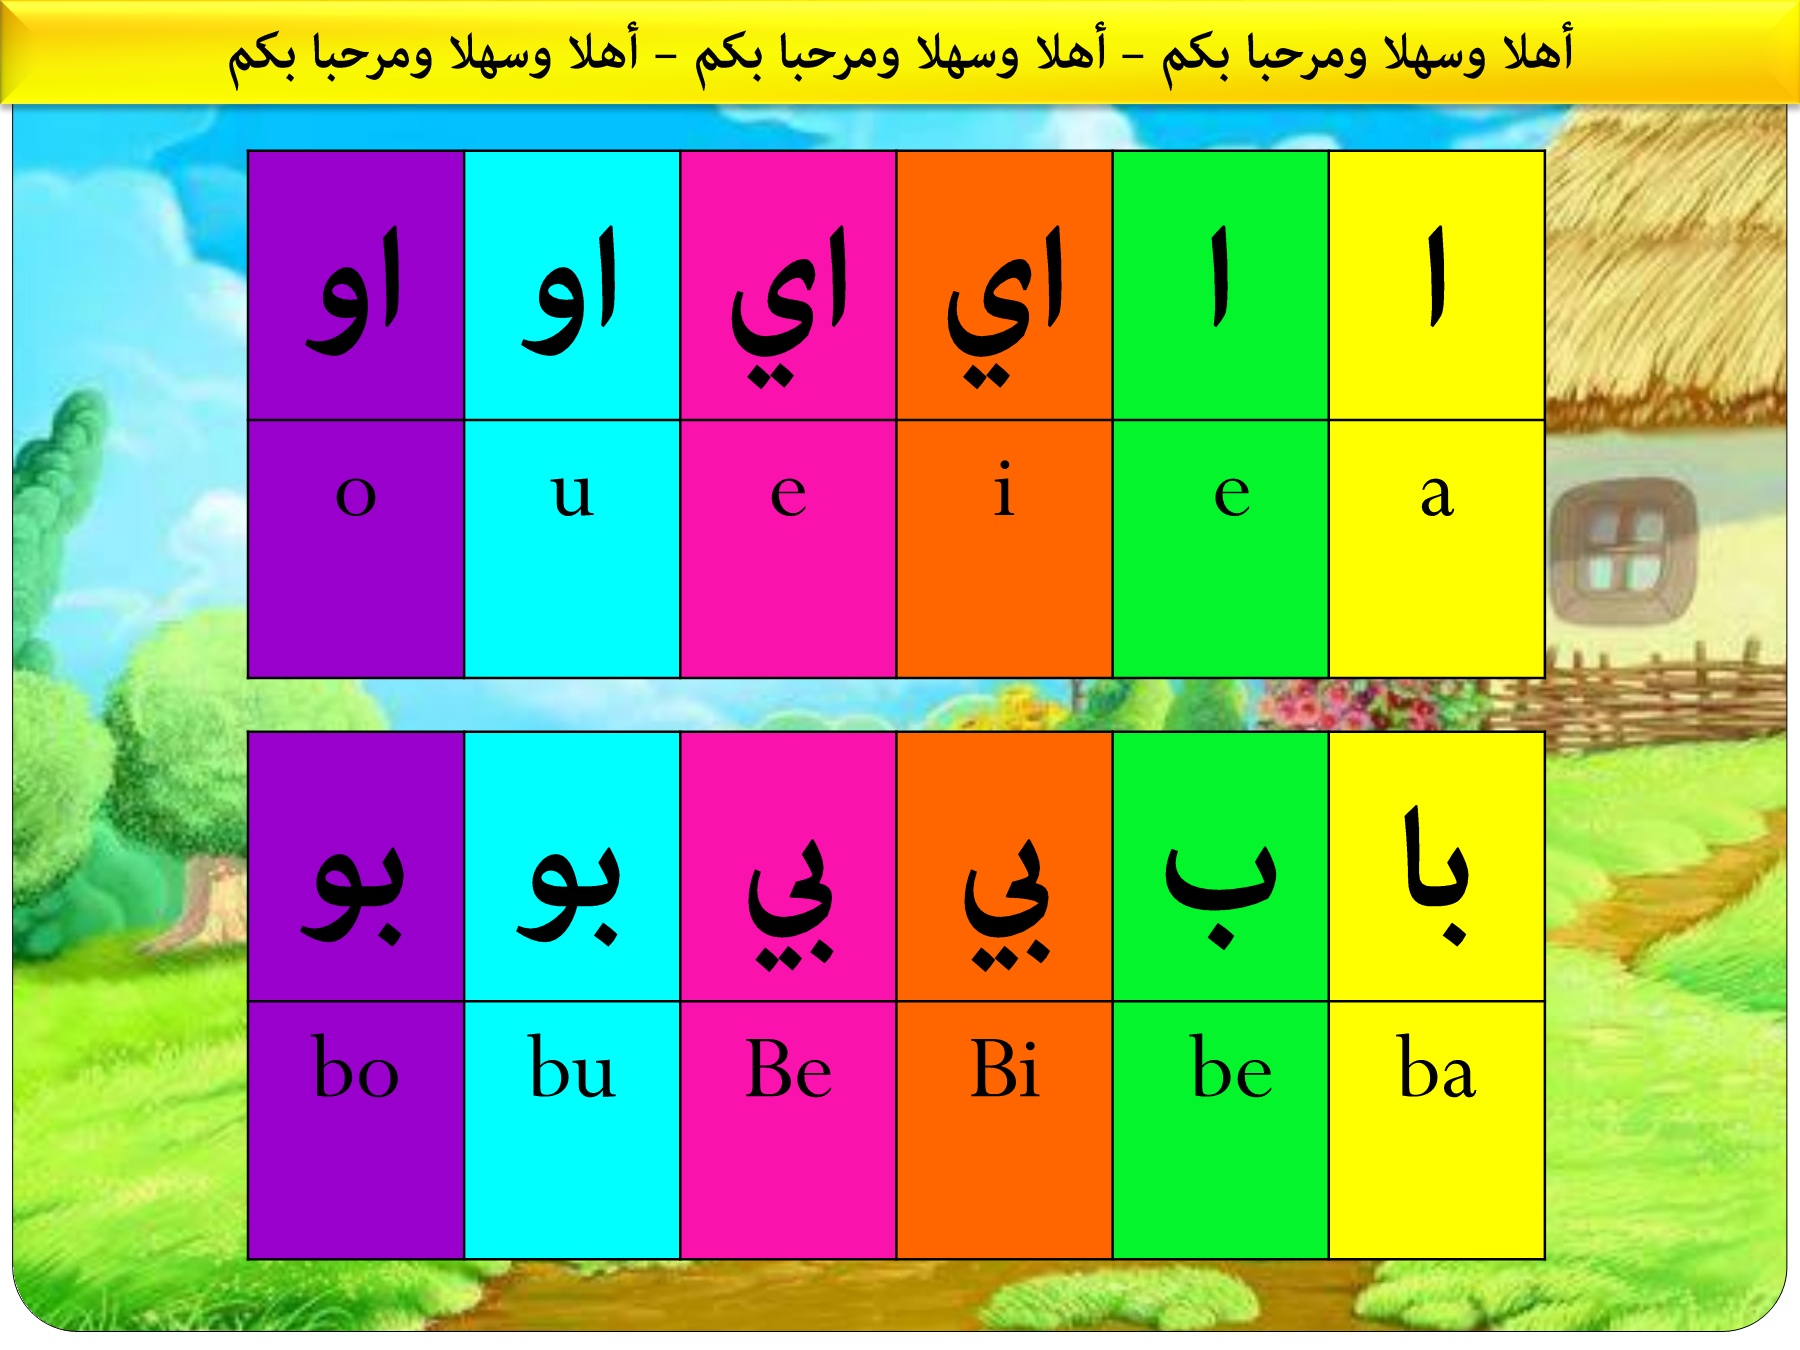 أهلا وسهلا ومرحبا بكم – أهلا وسهلا ومرحبا بكم – أهلا وسهلا ومرحبا بكم
ا ا اي اي او او
a e i e u o
با ب بي بي بو بو
ba be Bi Be bu bo